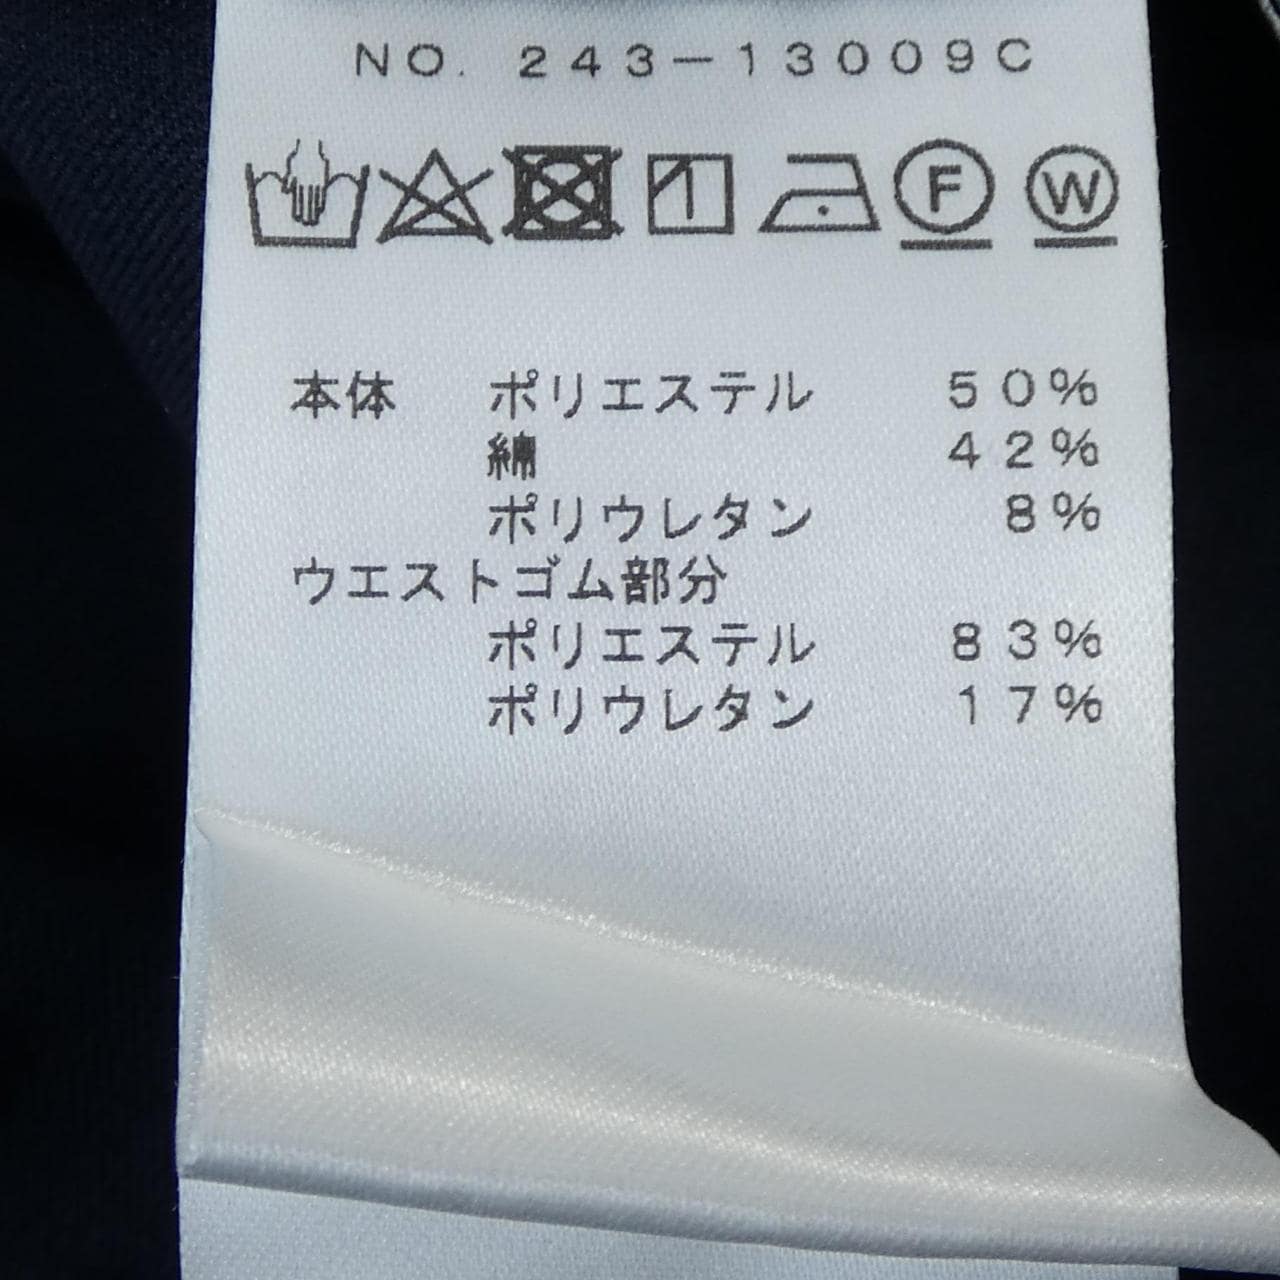 NO. 243-13009C
F W
本体 ポリエステル 50%
綿 42%
ポリウレタン 8%
ウエストゴム部分
ポリエステル 83%
ポリウレタン 17%